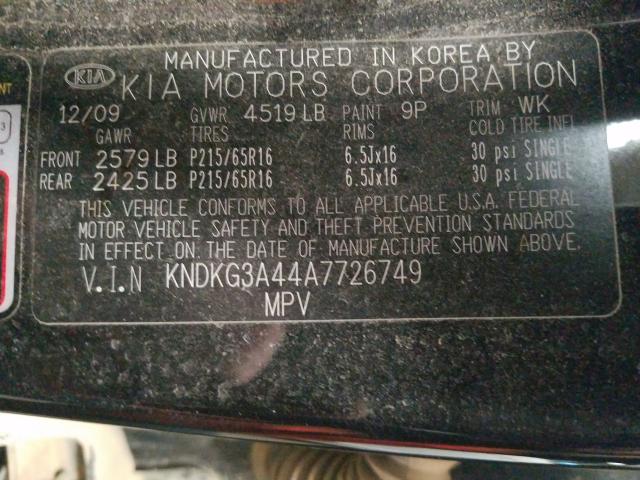 MANUFACTURED IN KOREA BY
KIA KIA MOTORS CORPORATION
12/09 GVWR 4519 LB PAINT 9P TRIM WK
GAWR TIRES RIMS COLD TIRE INFL
FRONT 2579 LB P215/65R16 6.5Jx16 30 psi SINGLE
REAR 2425 LB P215/65R16 6.5Jx16 30 psi SINGLE
THIS VEHICLE CONFORMS TO ALL APPLICABLE U.S.A. FEDERAL
MOTOR VEHICLE SAFETY AND THEFT PREVENTION STANDARDS
IN EFFECT ON THE DATE OF MANUFACTURE SHOWN ABOVE.
V.I.N KNDKG3A44A7726749
MPV